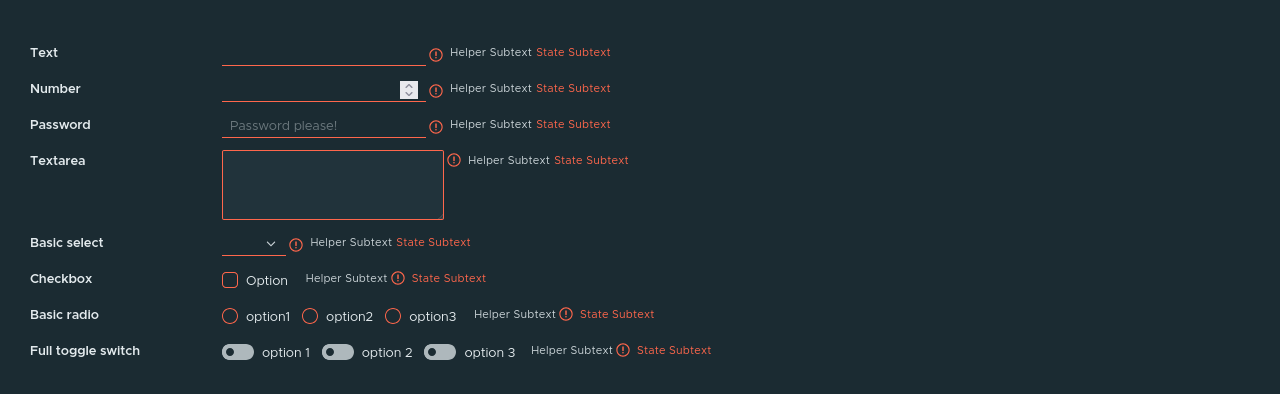 Text Helper Subtext State Subtext
Number Helper Subtext State Subtext
Password Password please! Helper Subtext State Subtext
Textarea Helper Subtext State Subtext
Basic select Helper Subtext State Subtext
Checkbox Option Helper Subtext State Subtext
Basic radio option1 option2 option3 Helper Subtext State Subtext
Full toggle switch option 1 option 2 option 3 Helper Subtext State Subtext